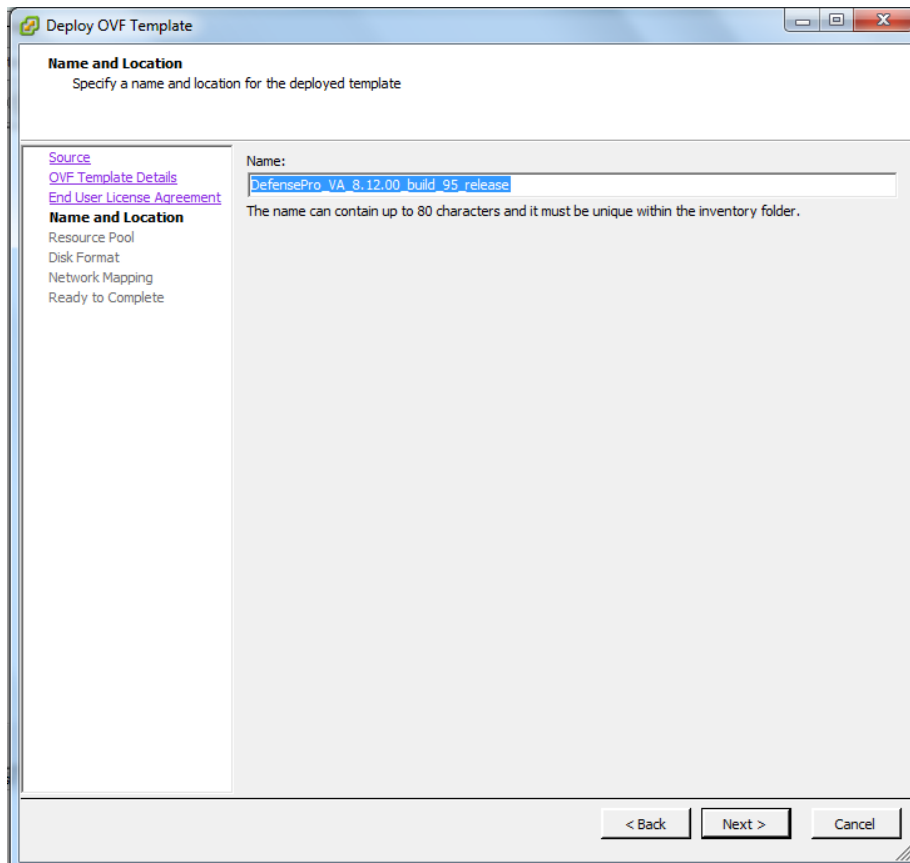 Deploy OVF Template
Name and Location
Specify a name and location for the deployed template
Source
OVF Template Details
End User License Agreement
Name and Location
Resource Pool
Disk Format
Network Mapping
Ready to Complete
Name:
DefensePro_VA_8.12.00_build_95_release
The name can contain up to 80 characters and it must be unique within the inventory folder.
< Back Next > Cancel